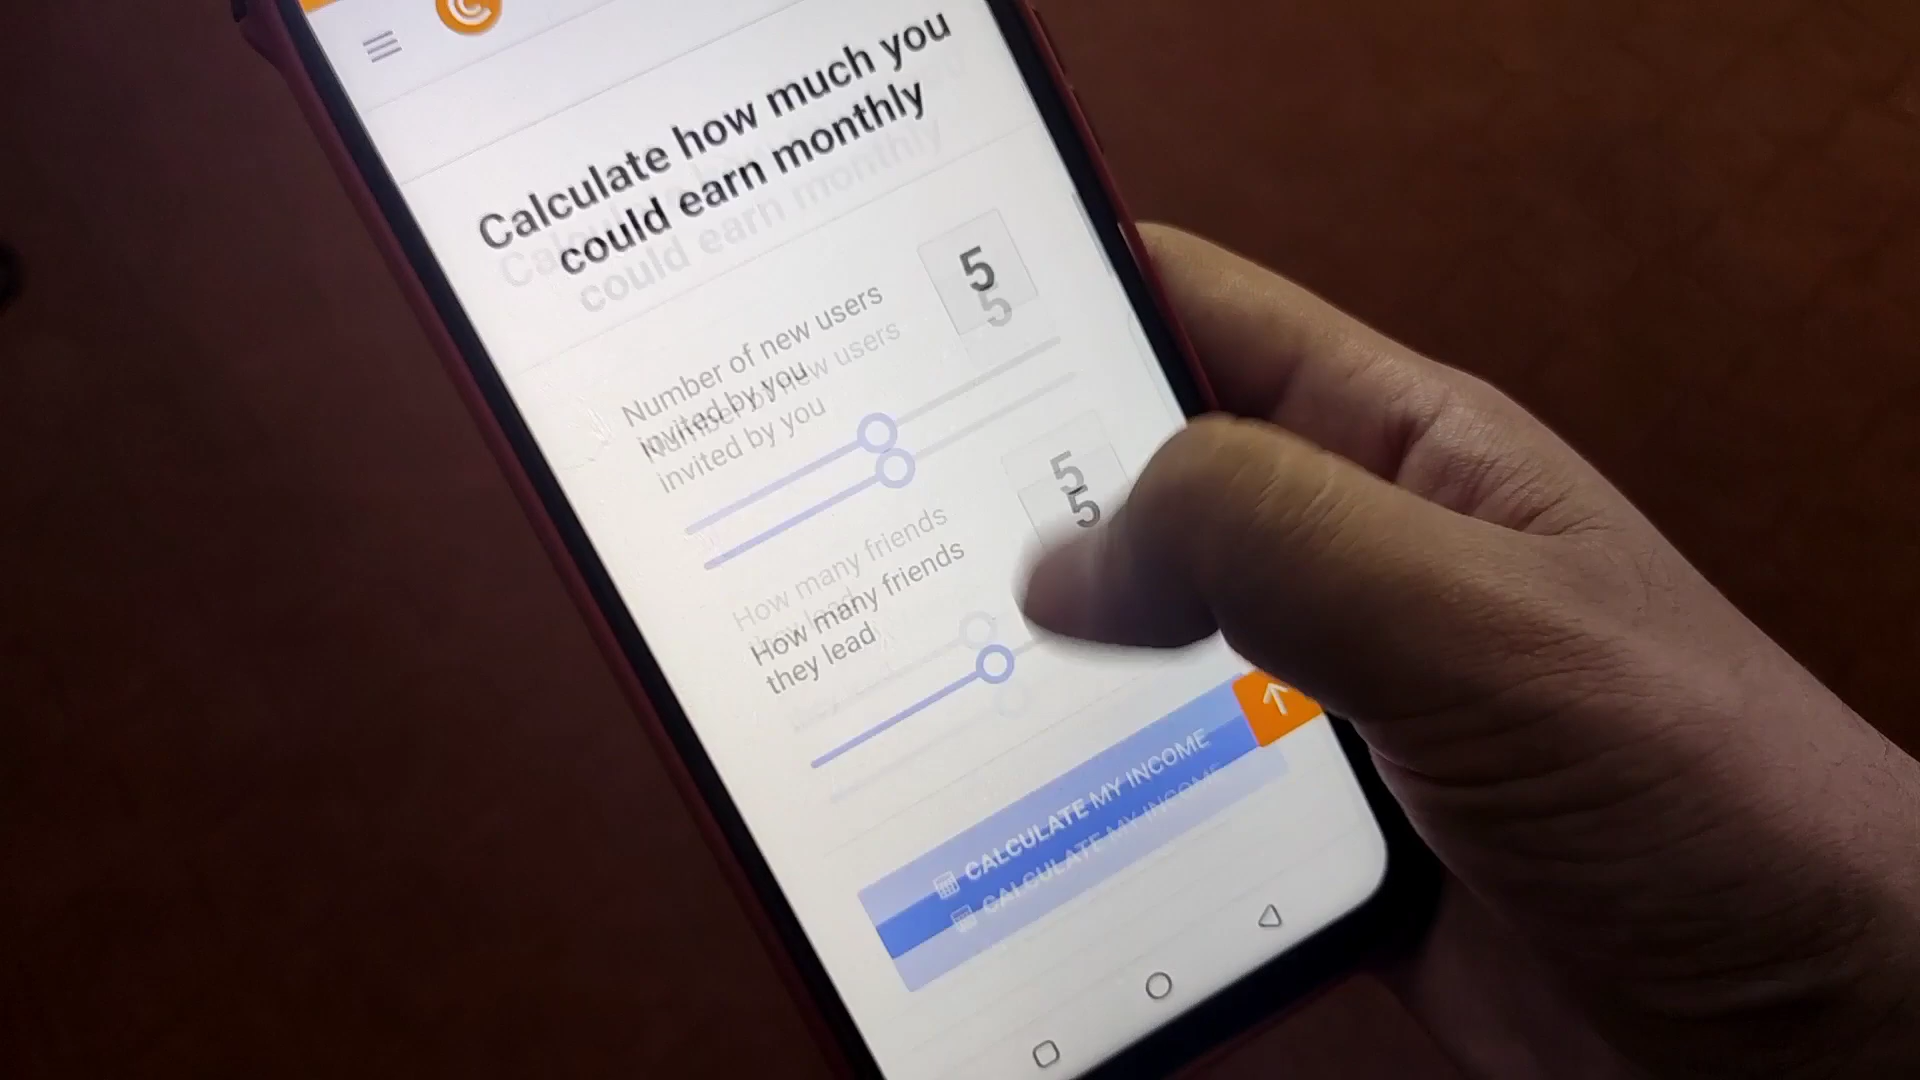 Calculate how much you
could earn monthly
Number of new users
invited by you
5
How many friends
they lead
5
CALCULATE MY INCOME